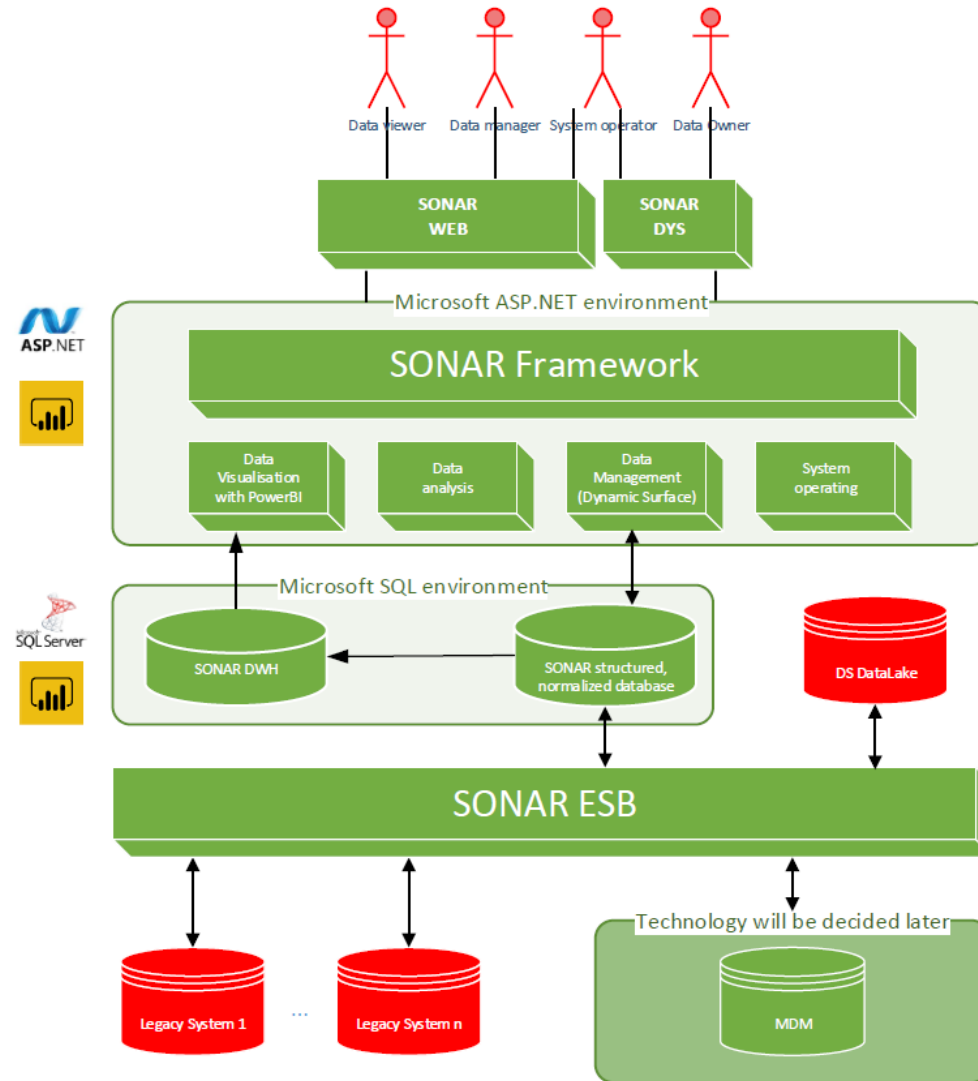 Data viewer
Data manager
System operator
Data Owner
SONAR
WEB
SONAR
DYS
Microsoft ASP.NET environment
ASP.NET
SONAR Framework
Data
Visualisation
with PowerBI
Data
analysis
Data
Management
(Dynamic Surface)
System
operating
Microsoft SQL environment
Microsoft
SQL Server
SONAR DWH
SONAR structured,
normalized database
DS DataLake
SONAR ESB
Technology will be decided later
Legacy System 1
...
Legacy System n
MDM